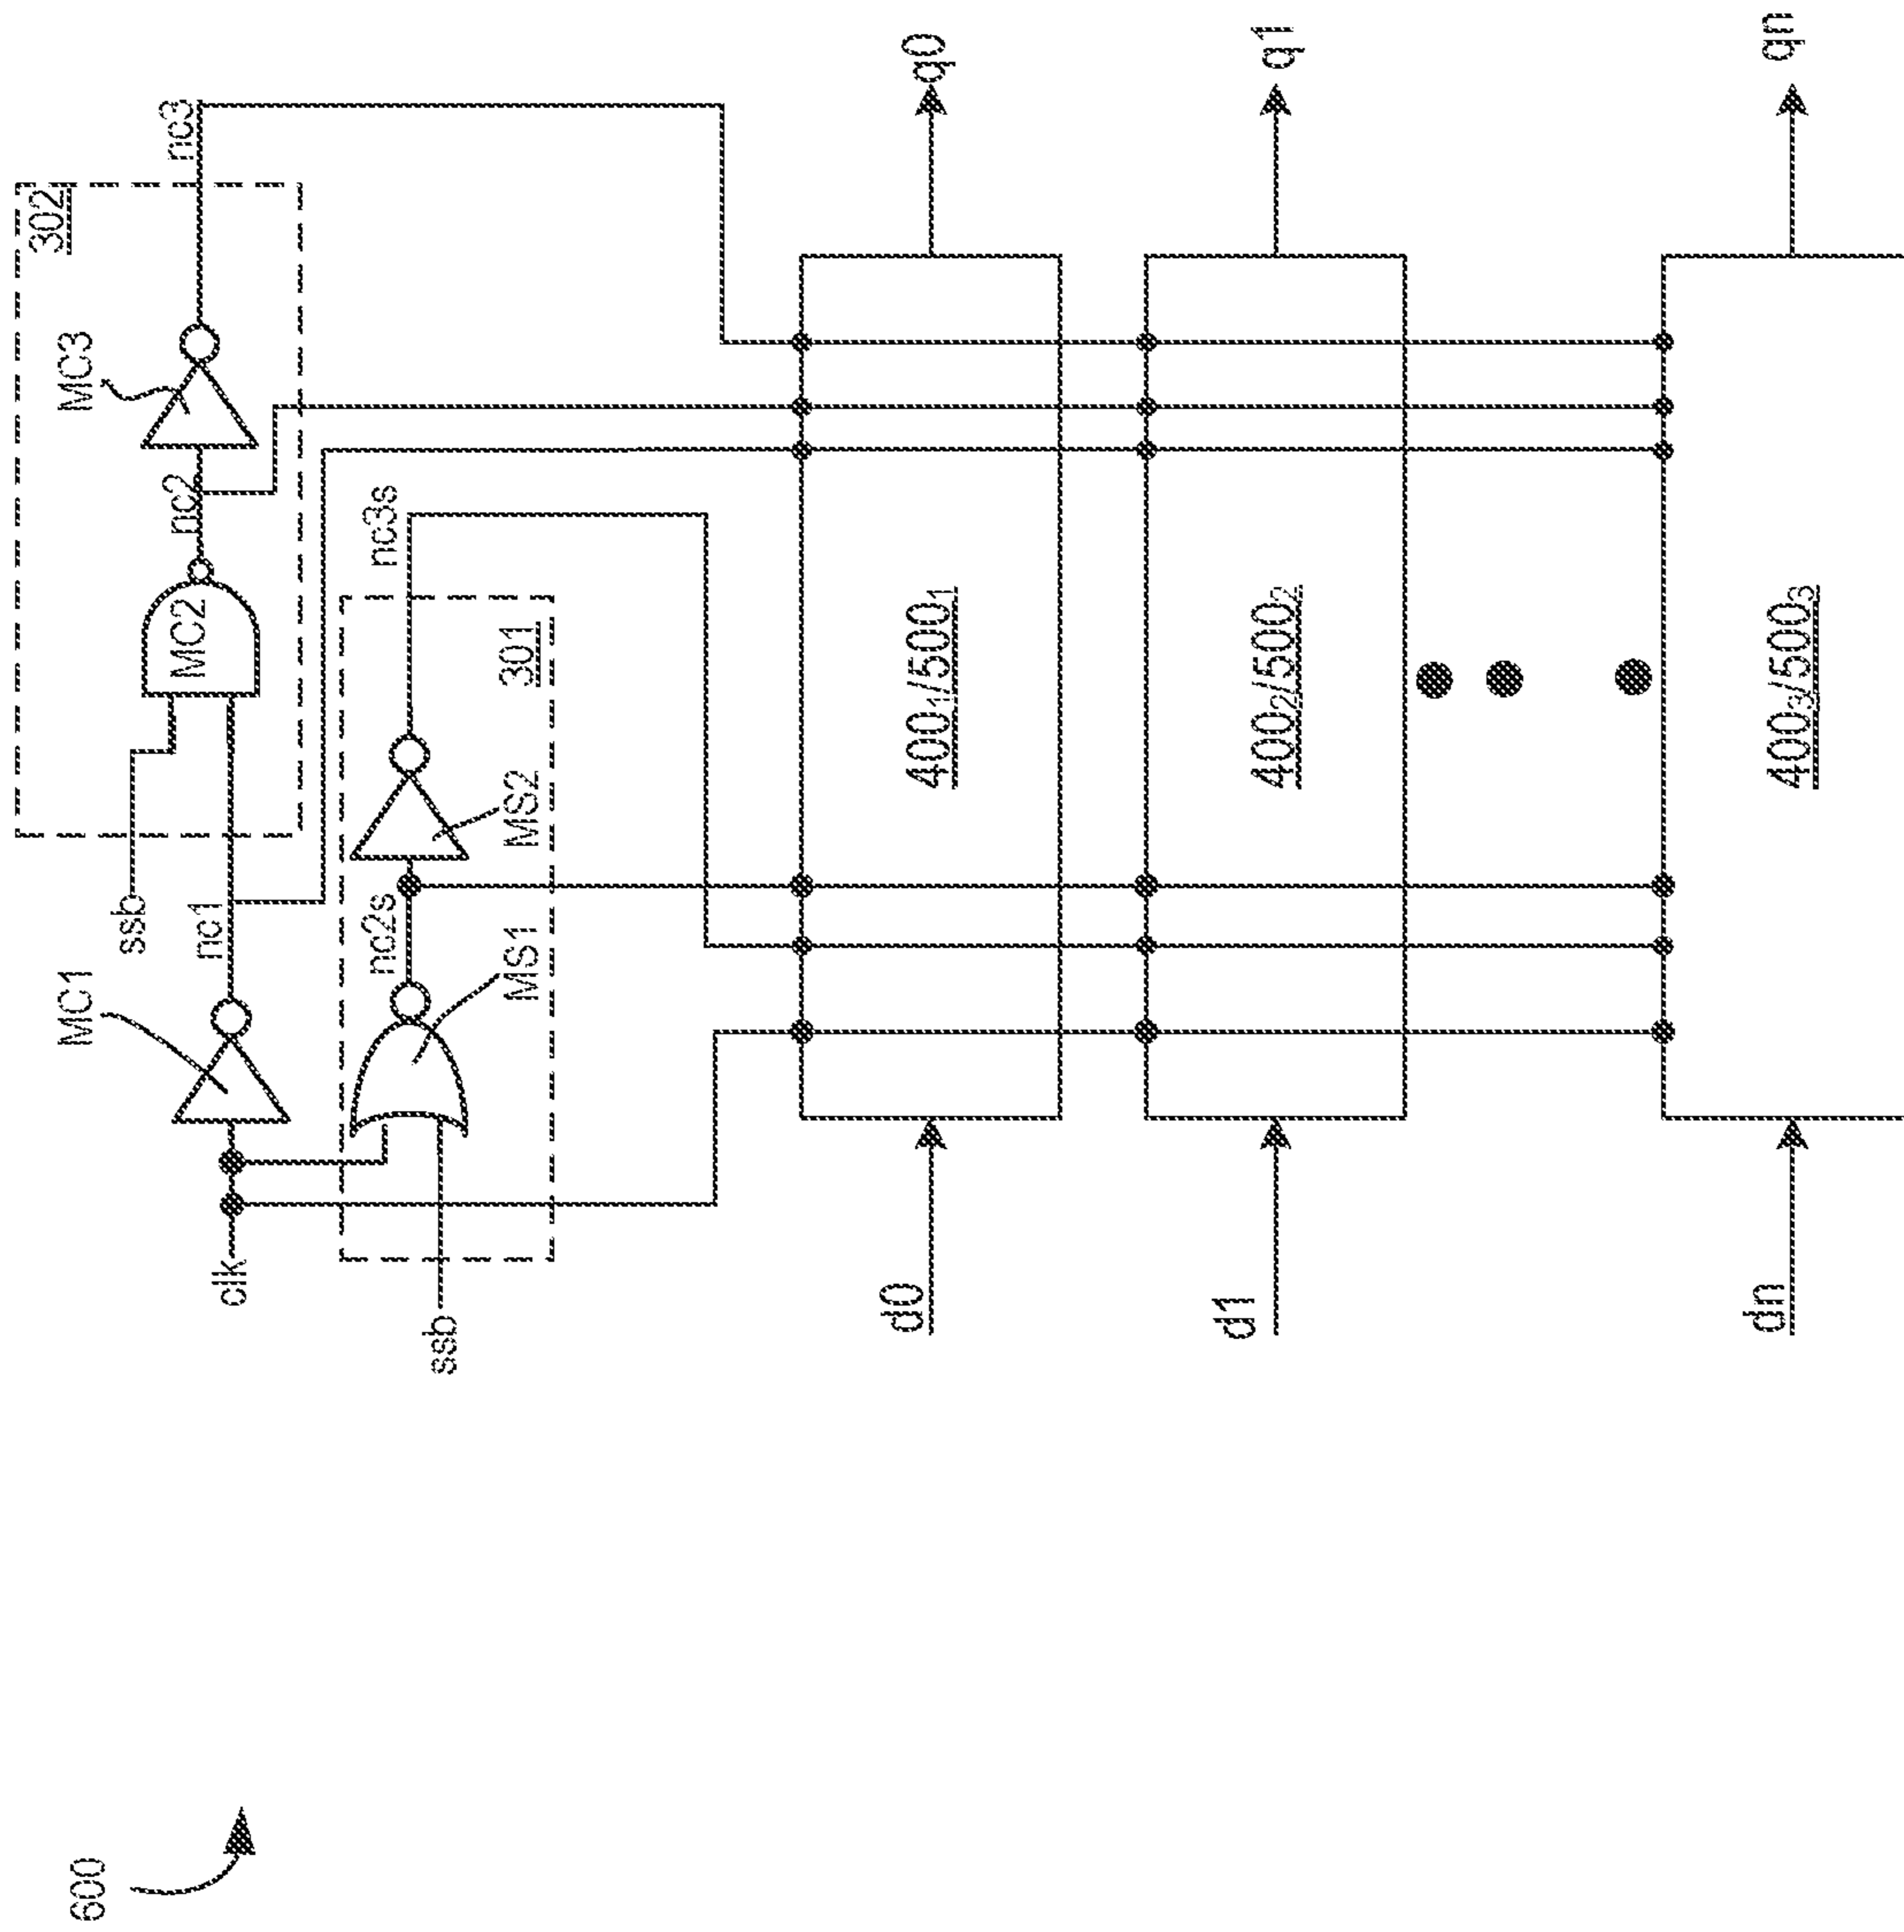 600
302
MC3
nc3
MC2
nc2
ssb
nc1
MC1
clk
nc3s
301
MS2
nc2s
MS1
ssb
d0
400₁/500₁
q0
d1
400₂/500₂
q1
dn
400₃/500₃
qn